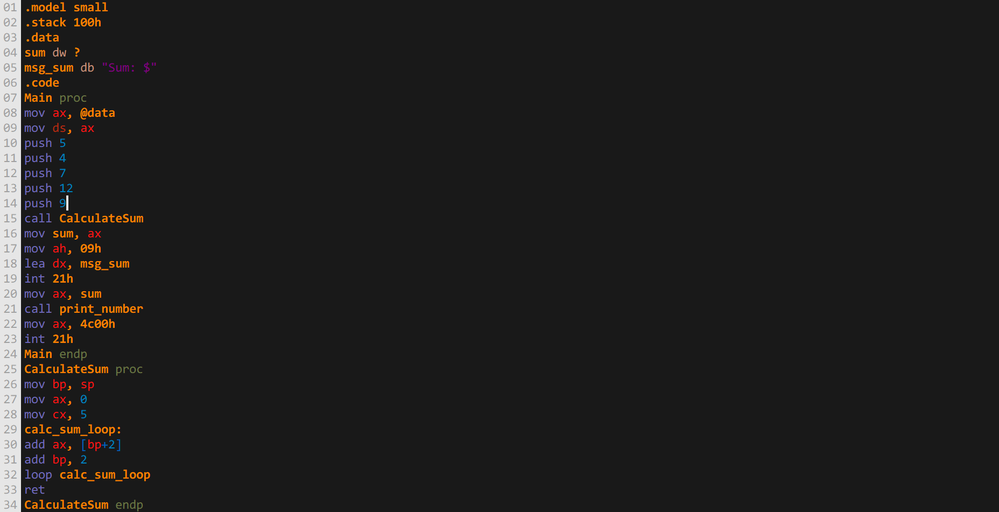 01 .model small
02 .stack 100h
03 .data
04 sum dw ?
05 msg_sum db "Sum: $"
06 .code
07 Main proc
08 mov ax, @data
09 mov ds, ax
10 push 5
11 push 4
12 push 7
13 push 12
14 push 9
15 call CalculateSum
16 mov sum, ax
17 mov ah, 09h
18 lea dx, msg_sum
19 int 21h
20 mov ax, sum
21 call print_number
22 mov ax, 4c00h
23 int 21h
24 Main endp
25 CalculateSum proc
26 mov bp, sp
27 mov ax, 0
28 mov cx, 5
29 calc_sum_loop:
30 add ax, [bp+2]
31 add bp, 2
32 loop calc_sum_loop
33 ret
34 CalculateSum endp